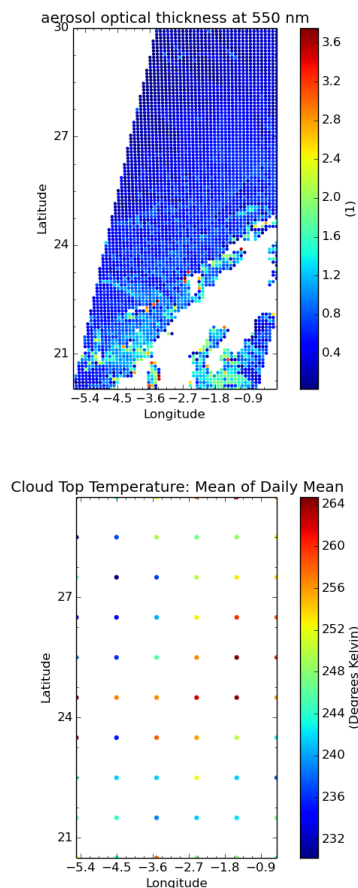 aerosol optical thickness at 550 nm
30
27
24
21
Latitude
−5.4 −4.5 −3.6 −2.7 −1.8 −0.9
Longitude
3.6
3.2
2.8
2.4
2.0
1.6
1.2
0.8
0.4
(1)
Cloud Top Temperature: Mean of Daily Mean
27
24
21
Latitude
−5.4 −4.5 −3.6 −2.7 −1.8 −0.9
Longitude
264
260
256
252
248
244
240
236
232
(Degrees Kelvin)